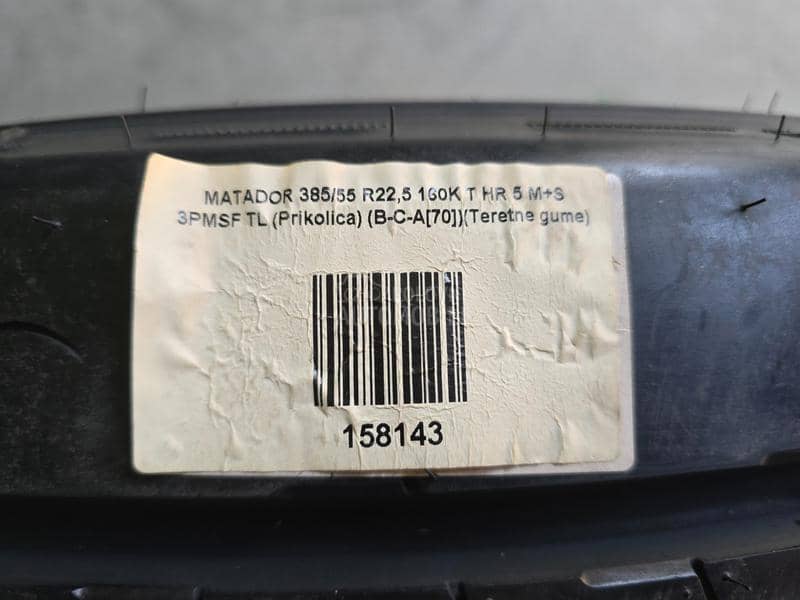 MATADOR 385/55 R22,5 160K T HR 5 M+S
3PMSF TL (Prikolica) (B-C-A[70])(Teretne gume)
158143